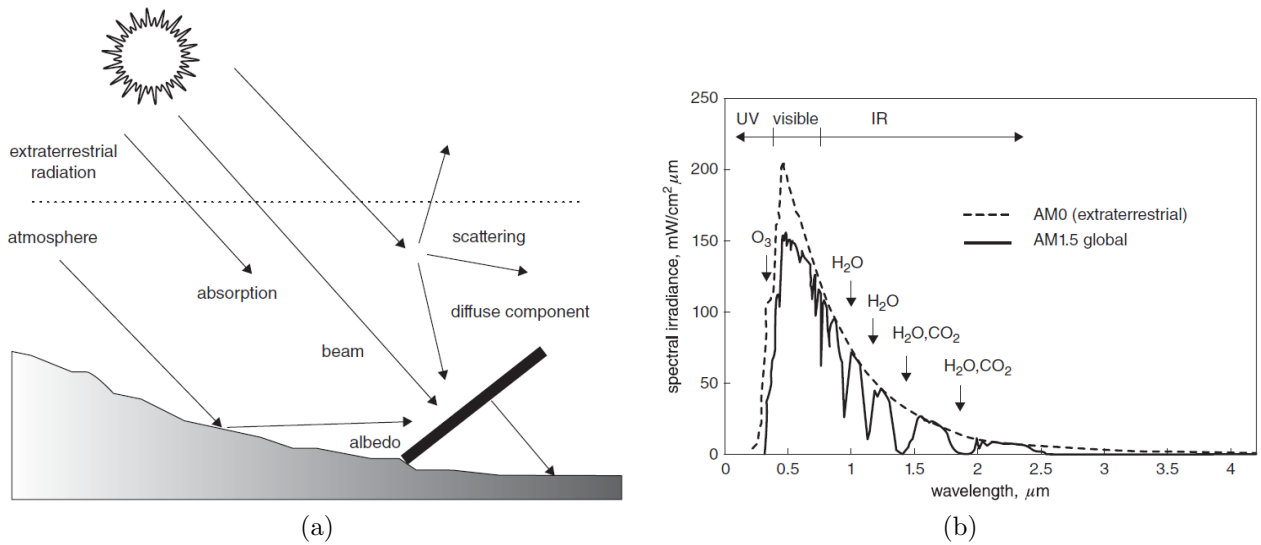 extraterrestrial
radiation
atmosphere
absorption
scattering
diffuse component
beam
albedo
(a)
250
200
150
100
50
0
spectral irradiance, mW/cm² μm
UV visible IR
AM0 (extraterrestrial)
AM1.5 global
O₃
H₂O
H₂O
H₂O,CO₂
H₂O,CO₂
0 0.5 1 1.5 2 2.5 3 3.5 4
wavelength, μm
(b)